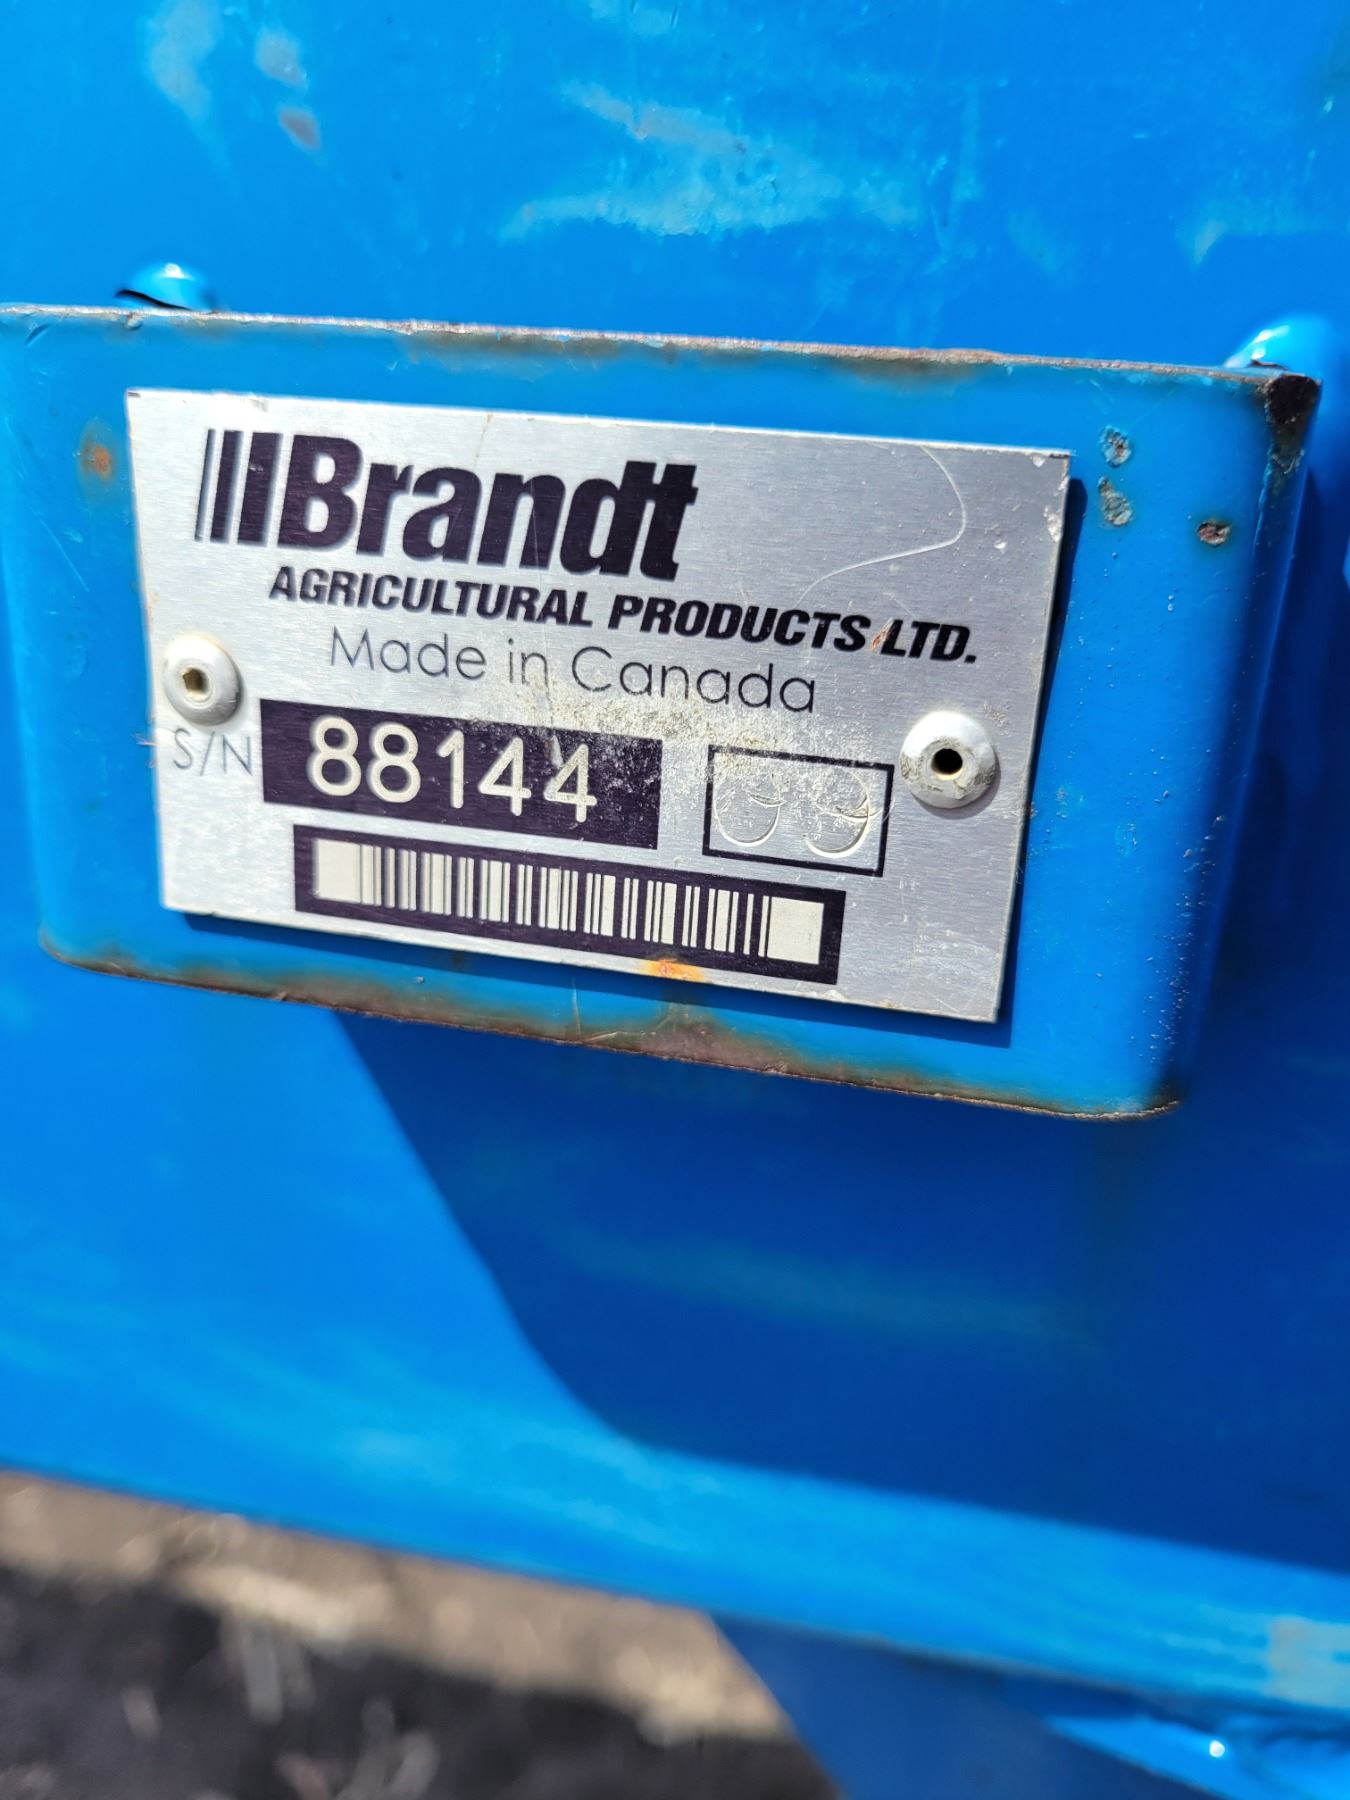 Brandt
AGRICULTURAL PRODUCTS LTD.
Made in Canada
S/N 88144